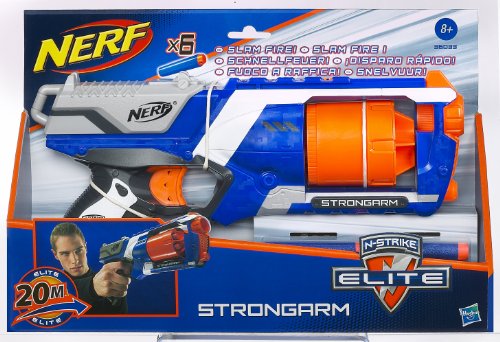 NERF
x6
• SLAM FIRE! • SLAM FIRE !
• SCHNELLFEUER! • ¡DISPARO RÁPIDO!
• FUOCO A RAFFICA! • SNELVUUR!
8+
36033
NERF
STRONGARM
N-STRIKE
ELITE
ELITE
20M
ELITE
STRONGARM
Hasbro